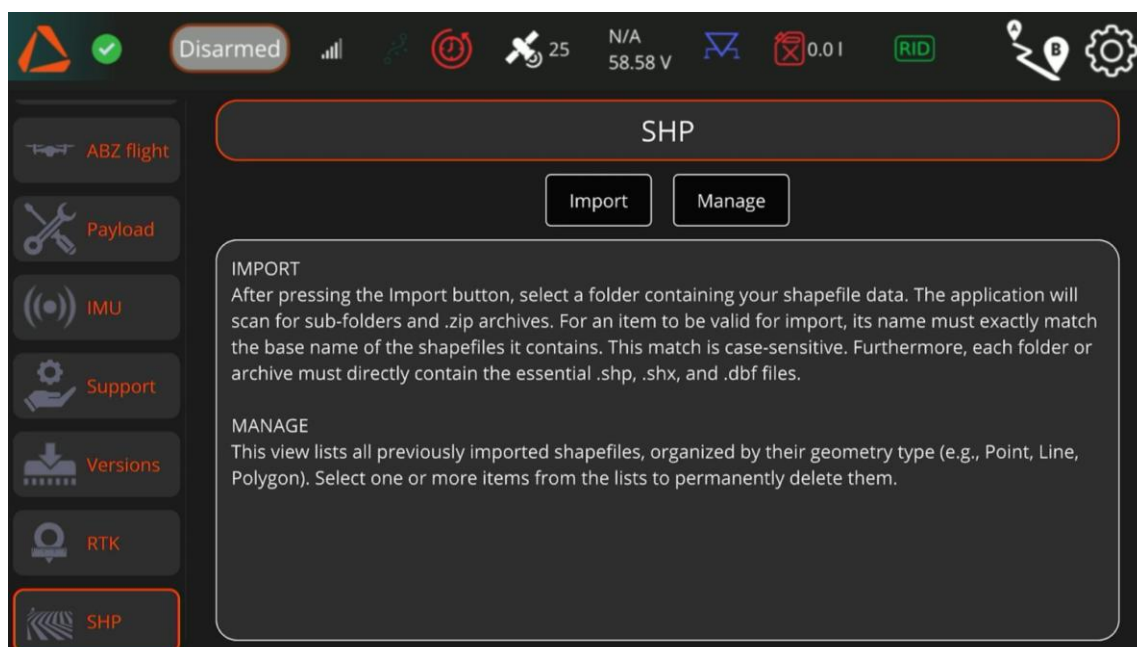 Disarmed
25
N/A
58.58 V
0.0 l
RID
A
B
ABZ flight
Payload
IMU
Support
Versions
RTK
SHP
SHP
Import
Manage
IMPORT
After pressing the Import button, select a folder containing your shapefile data. The application will
scan for sub-folders and .zip archives. For an item to be valid for import, its name must exactly match
the base name of the shapefiles it contains. This match is case-sensitive. Furthermore, each folder or
archive must directly contain the essential .shp, .shx, and .dbf files.
MANAGE
This view lists all previously imported shapefiles, organized by their geometry type (e.g., Point, Line,
Polygon). Select one or more items from the lists to permanently delete them.